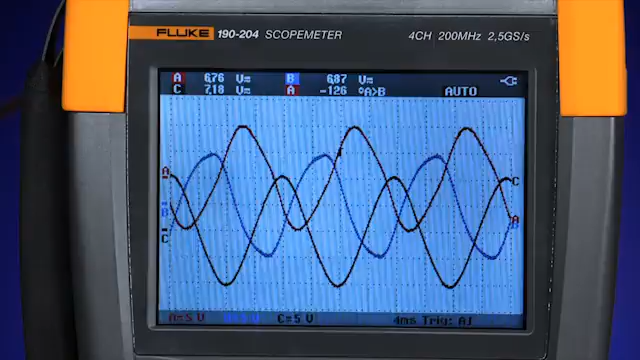 FLUKE 190-204 SCOPEMETER 4CH 200MHz 2,5GS/s
A 6,76 V B 6,87 V
C 7,18 V A -126 °A>B AUTO
A
B
C
C
A
B
A=5 V C=5 V 4ms Trig: A